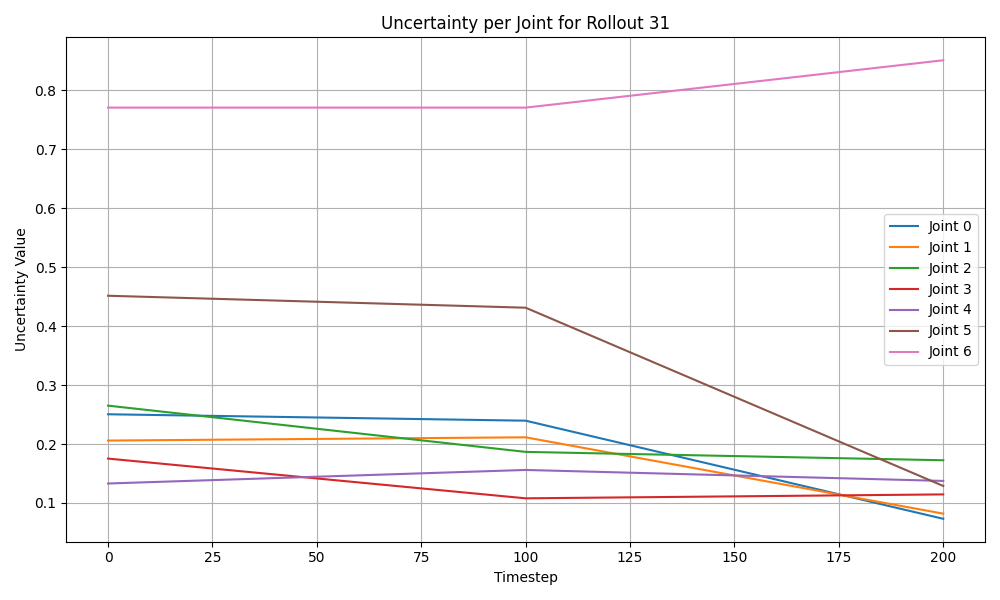 Uncertainty per Joint for Rollout 31
Uncertainty Value
0.8
0.7
0.6
0.5
0.4
0.3
0.2
0.1
Joint 0
Joint 1
Joint 2
Joint 3
Joint 4
Joint 5
Joint 6
0 25 50 75 100 125 150 175 200
Timestep